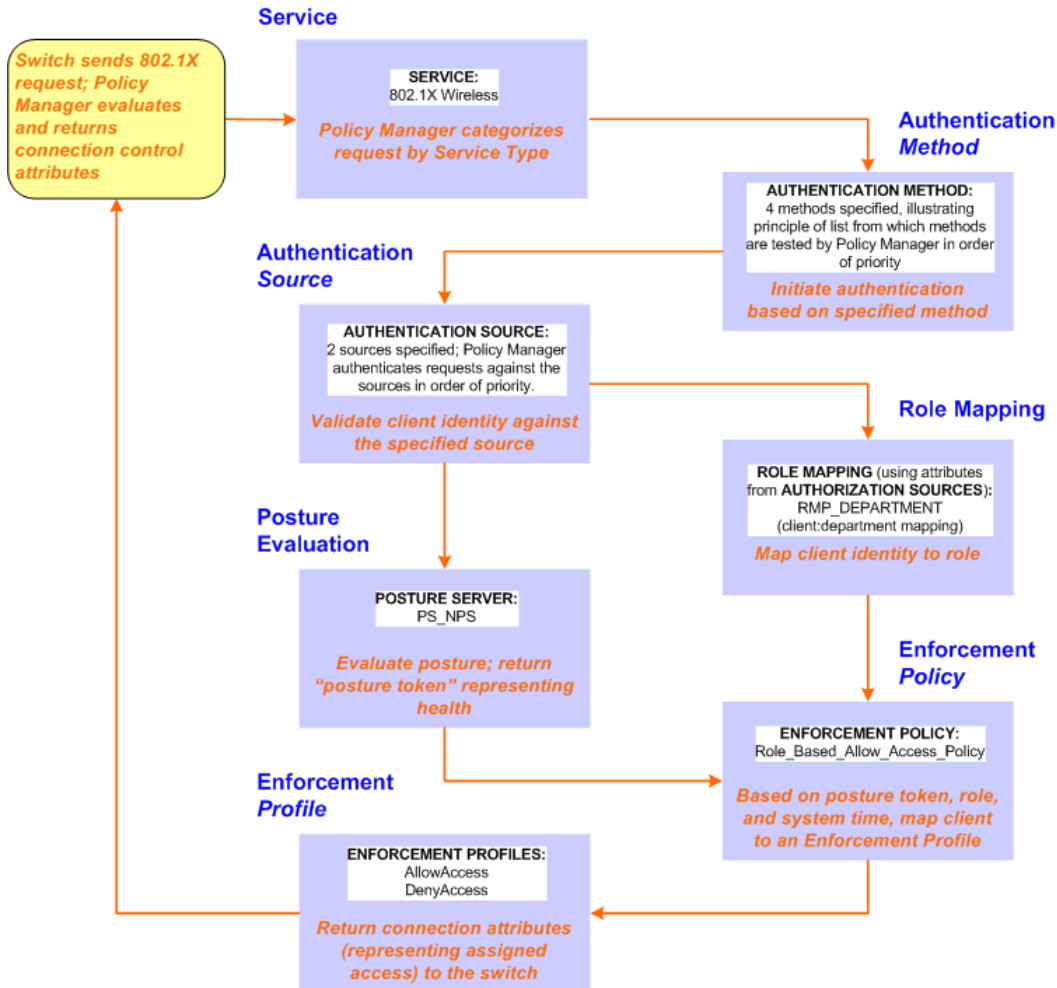 Service
Switch sends 802.1X
request; Policy
Manager evaluates
and returns
connection control
attributes
SERVICE:
802.1X Wireless
Policy Manager categorizes
request by Service Type
Authentication
Method
AUTHENTICATION METHOD:
4 methods specified, illustrating
principle of list from which methods
are tested by Policy Manager in order
of priority
Initiate authentication
based on specified method
Authentication
Source
AUTHENTICATION SOURCE:
2 sources specified; Policy Manager
authenticates requests against the
sources in order of priority.
Validate client identity against
the specified source
Role Mapping
ROLE MAPPING (using attributes
from AUTHORIZATION SOURCES):
RMP_DEPARTMENT
(client:department mapping)
Map client identity to role
Posture
Evaluation
POSTURE SERVER:
PS_NPS
Evaluate posture; return
“posture token” representing
health
Enforcement
Policy
ENFORCEMENT POLICY:
Role_Based_Allow_Access_Policy
Based on posture token, role,
and system time, map client
to an Enforcement Profile
Enforcement
Profile
ENFORCEMENT PROFILES:
AllowAccess
DenyAccess
Return connection attributes
(representing assigned
access) to the switch